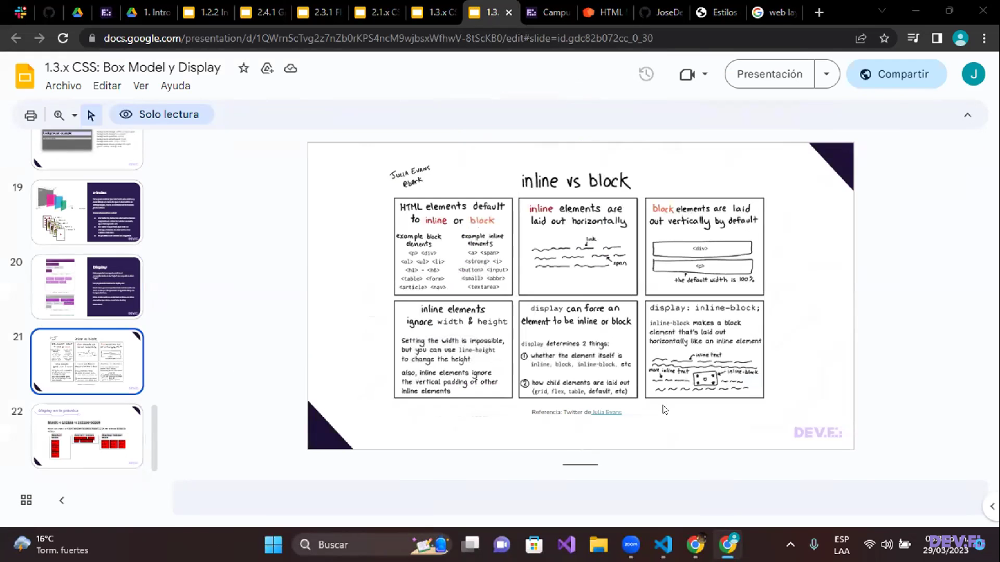 1. Intro
1.2.2 In
2.4.1 G
2.3.1 Fl
2.1.x CS
1.3.x CS
1.3.
Campu
HTML
JoseDe
Estilos
web lay
docs.google.com/presentation/d/1QWrn5cTvg2z7nZb0rKPS4ncM9wjbsxWfhwV-8tScKB0/edit#slide=id.gdc82b072cc_0_30
1.3.x CSS: Box Model y Display
Archivo Editar Ver Ayuda
Presentación
Compartir
J
Solo lectura
19
z-index
20
Display
21
22
Display en la práctica
JULIA EVANS
@b0rk
inline vs block
HTML elements default
to inline or block
example block
elements
<p> <div>
<ol> <ul> <li>
<h1> - <h6>
<table> <form>
<article> <nav>
example inline
elements
<a> <span>
<strong> <i>
<button> <input>
<small> <abbr>
<textarea>
inline elements are
laid out horizontally
link
span
block elements are laid
out vertically by default
<div>
<p>
the default width is 100%
inline elements
ignore width & height
Setting the width is impossible,
but you can use line-height
to change the height
also, inline elements ignore
the vertical padding of other
inline elements
display can force an
element to be inline or block
display determines 2 things:
① whether the element itself is
inline, block, inline-block, etc
② how child elements are laid out
(grid, flex, table, default, etc)
display: inline-block;
inline-block makes a block
element that's laid out
horizontally like an inline element
inline text
more inline text
inline-block
Referencia: Twitter de Julia Evans
DEV.F.:
16°C
Torm. fuertes
Buscar
zoom
ESP
LAA
29/03/2023
DEV.F.: